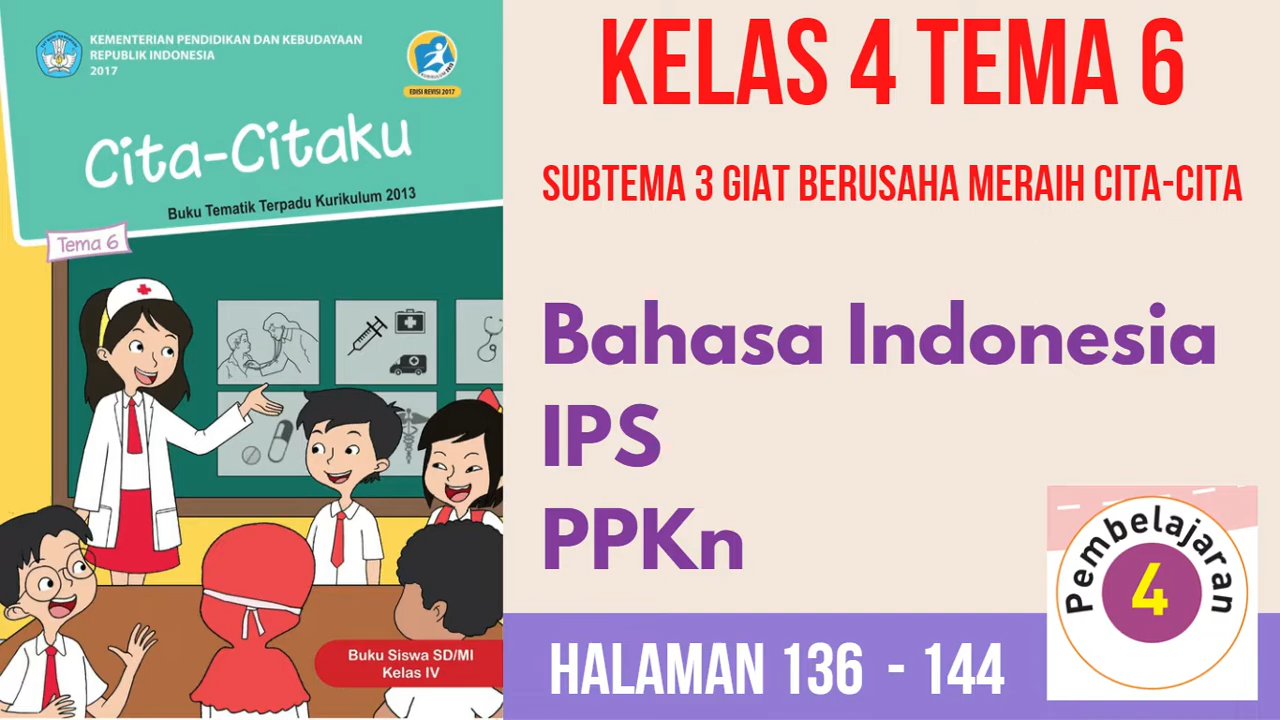 KEMENTERIAN PENDIDIKAN DAN KEBUDAYAAN
REPUBLIK INDONESIA
2017
KURIKULUM 2013
EDISI REVISI 2017
Cita-Citaku
Buku Tematik Terpadu Kurikulum 2013
Tema 6
Buku Siswa SD/MI
Kelas IV
KELAS 4 TEMA 6
SUBTEMA 3 GIAT BERUSAHA MERAIH CITA-CITA
Bahasa Indonesia
IPS
PPKn
Pembelajaran
4
HALAMAN 136 - 144